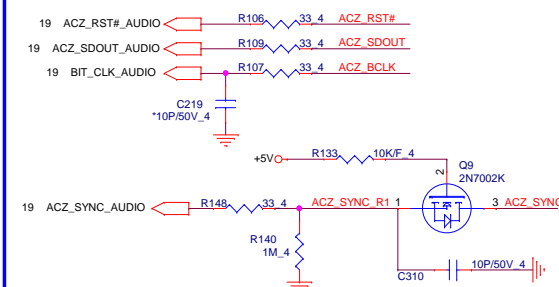 19 ACZ_RST#_AUDIO R106 33_4 ACZ_RST#
19 ACZ_SDOUT_AUDIO R109 33_4 ACZ_SDOUT
19 BIT_CLK_AUDIO R107 33_4 ACZ_BCLK
C219
*10P/50V_4
+5V R133 10K/F_4 Q9
2 2N7002K
19 ACZ_SYNC_AUDIO R148 33_4 ACZ_SYNC_R1 1 3 ACZ_SYNC
R140
1M_4
C310 10P/50V_4